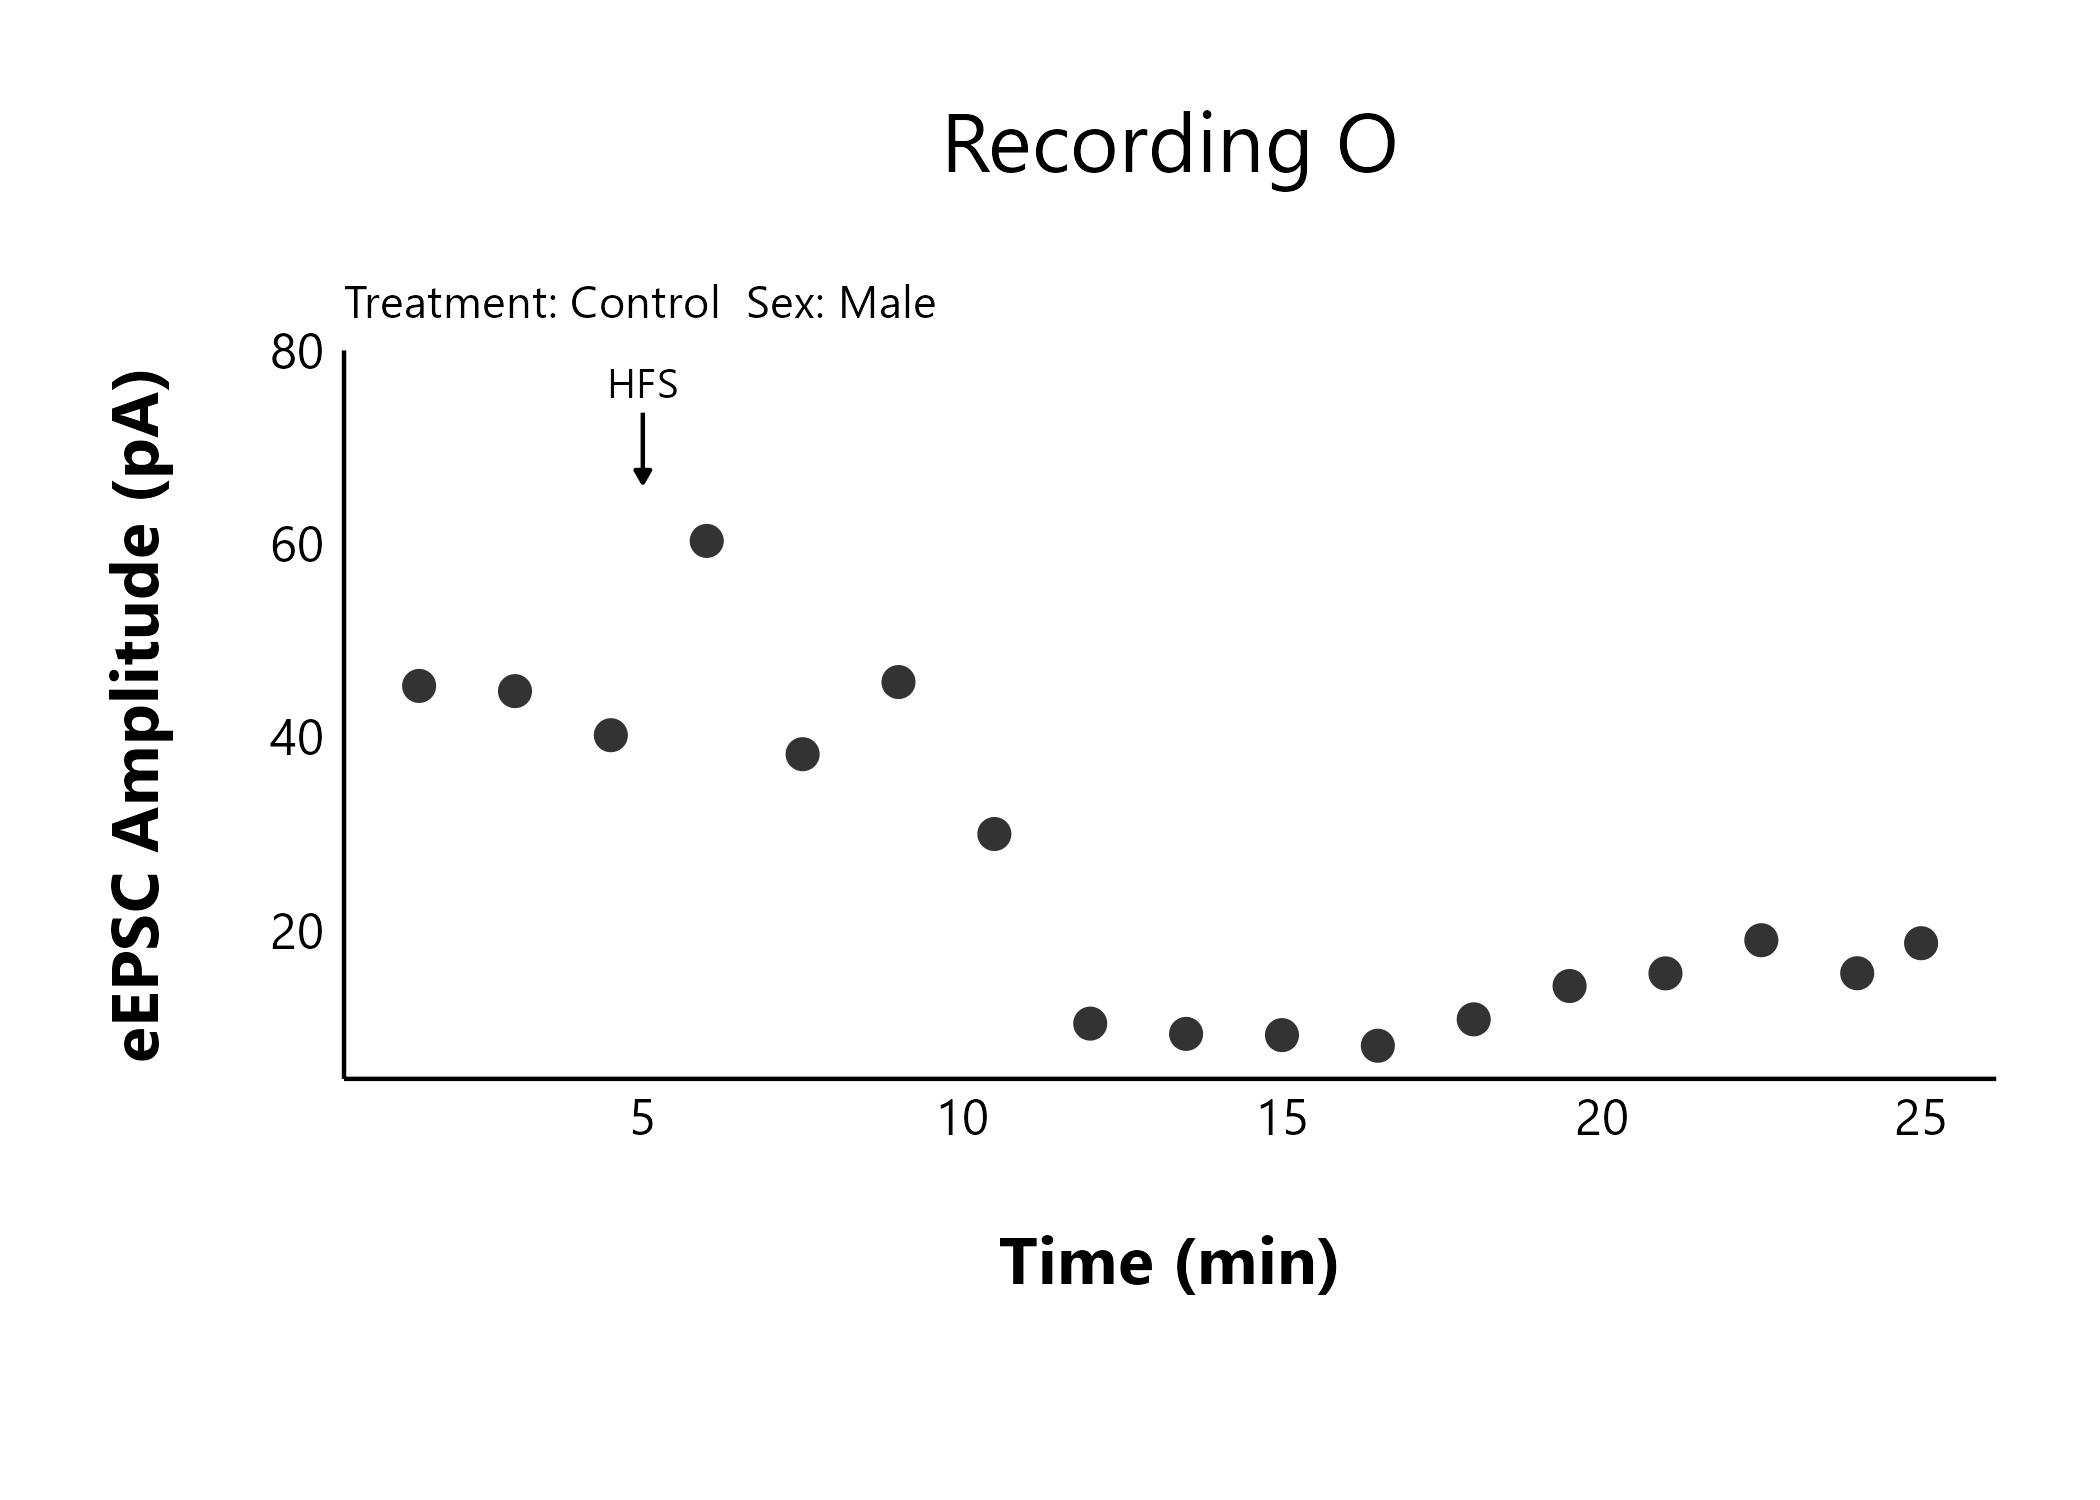 Recording O
Treatment: Control  Sex: Male
80
HFS
60
40
20
eEPSC Amplitude (pA)
5 10 15 20 25
Time (min)